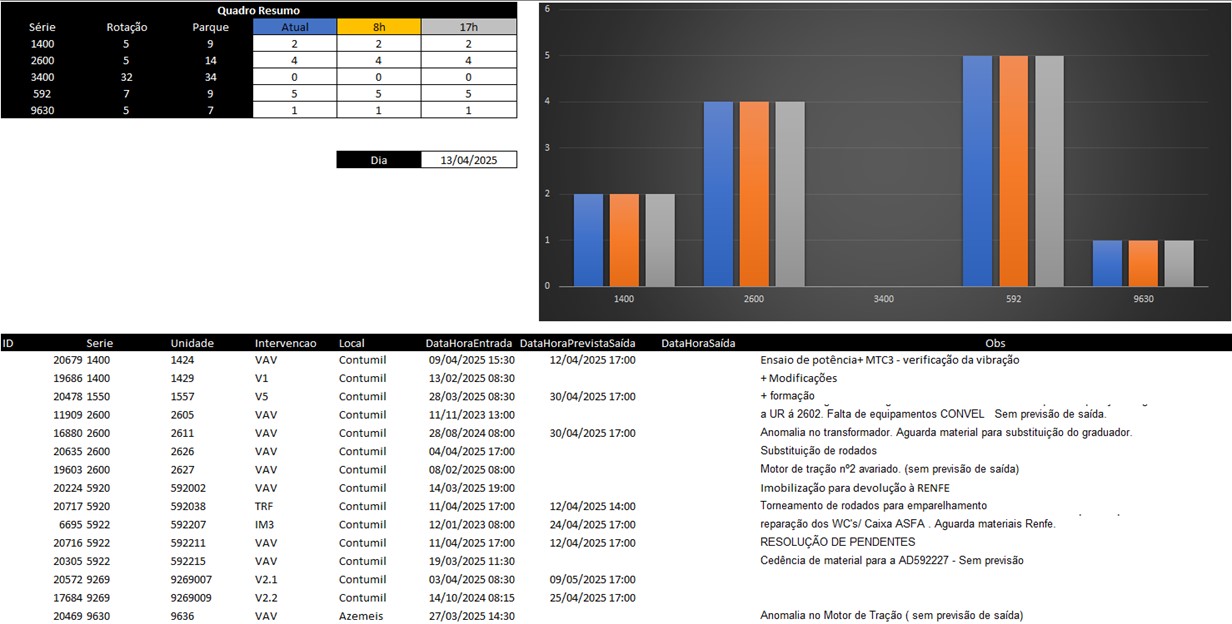 Quadro Resumo
Série Rotação Parque Atual 8h 17h
1400 5 9 2 2 2
2600 5 14 4 4 4
3400 32 34 0 0 0
592 7 9 5 5 5
9630 5 7 1 1 1
Dia 13/04/2025
6
5
4
3
2
1
0
1400 2600 3400 592 9630
ID Serie Unidade Intervencao Local DataHoraEntrada DataHoraPrevistaSaída DataHoraSaída Obs
20679 1400 1424 VAV Contumil 09/04/2025 15:30 12/04/2025 17:00 Ensaio de potência+ MTC3 - verificação da vibração
19686 1400 1429 V1 Contumil 13/02/2025 08:30 + Modificações
20478 1550 1557 V5 Contumil 28/03/2025 08:30 30/04/2025 17:00 + formação
11909 2600 2605 VAV Contumil 11/11/2023 13:00 a UR á 2602. Falta de equipamentos CONVEL Sem previsão de saída.
16880 2600 2611 VAV Contumil 28/08/2024 08:00 30/04/2025 17:00 Anomalia no transformador. Aguarda material para substituição do graduador.
20635 2600 2626 VAV Contumil 04/04/2025 17:00 Substituição de rodados
19603 2600 2627 VAV Contumil 08/02/2025 08:00 Motor de tração nº2 avariado. (sem previsão de saída)
20224 5920 592002 VAV Contumil 14/03/2025 19:00 Imobilização para devolução à RENFE
20717 5920 592038 TRF Contumil 11/04/2025 17:00 12/04/2025 14:00 Torneamento de rodados para emparelhamento
6695 5922 592207 IM3 Contumil 12/01/2023 08:00 24/04/2025 17:00 reparação dos WC's/ Caixa ASFA . Aguarda materiais Renfe.
20716 5922 592211 VAV Contumil 11/04/2025 17:00 12/04/2025 17:00 RESOLUÇÃO DE PENDENTES
20305 5922 592215 VAV Contumil 19/03/2025 11:30 Cedência de material para a AD592227 - Sem previsão
20572 9269 9269007 V2.1 Contumil 03/04/2025 08:30 09/05/2025 17:00
17684 9269 9269009 V2.2 Contumil 14/10/2024 08:15 25/04/2025 17:00
20469 9630 9636 VAV Azemeis 27/03/2025 14:30 Anomalia no Motor de Tração ( sem previsão de saída)